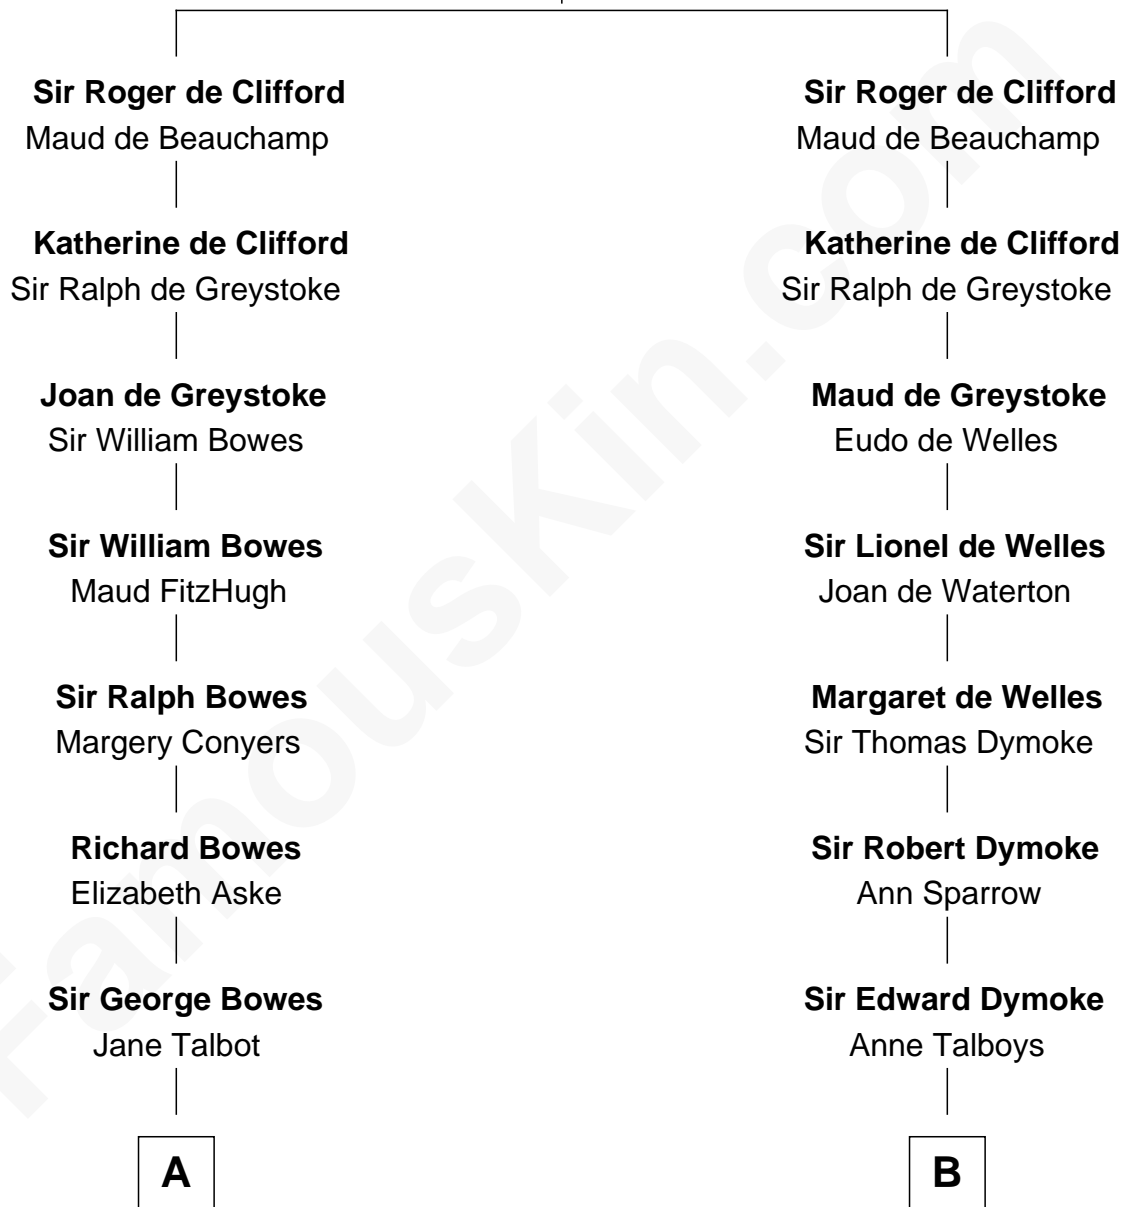 Sir Roger de Clifford
Maud de Beauchamp
Sir Roger de Clifford
Maud de Beauchamp
Katherine de Clifford
Sir Ralph de Greystoke
Katherine de Clifford
Sir Ralph de Greystoke
Joan de Greystoke
Sir William Bowes
Maud de Greystoke
Eudo de Welles
Sir William Bowes
Maud FitzHugh
Sir Lionel de Welles
Joan de Waterton
Sir Ralph Bowes
Margery Conyers
Margaret de Welles
Sir Thomas Dymoke
Richard Bowes
Elizabeth Aske
Sir Robert Dymoke
Ann Sparrow
Sir George Bowes
Jane Talbot
Sir Edward Dymoke
Anne Talboys
A
B
FamousKin.com